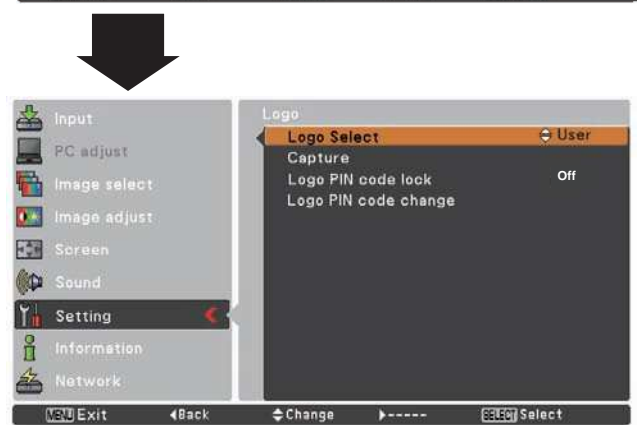 Input
PC adjust
Image select
Image adjust
Screen
Sound
Setting
Information
Network
Logo
Logo Select User
Capture
Logo PIN code lock Off
Logo PIN code change
MENU Exit Back Change ----- SELECT Select